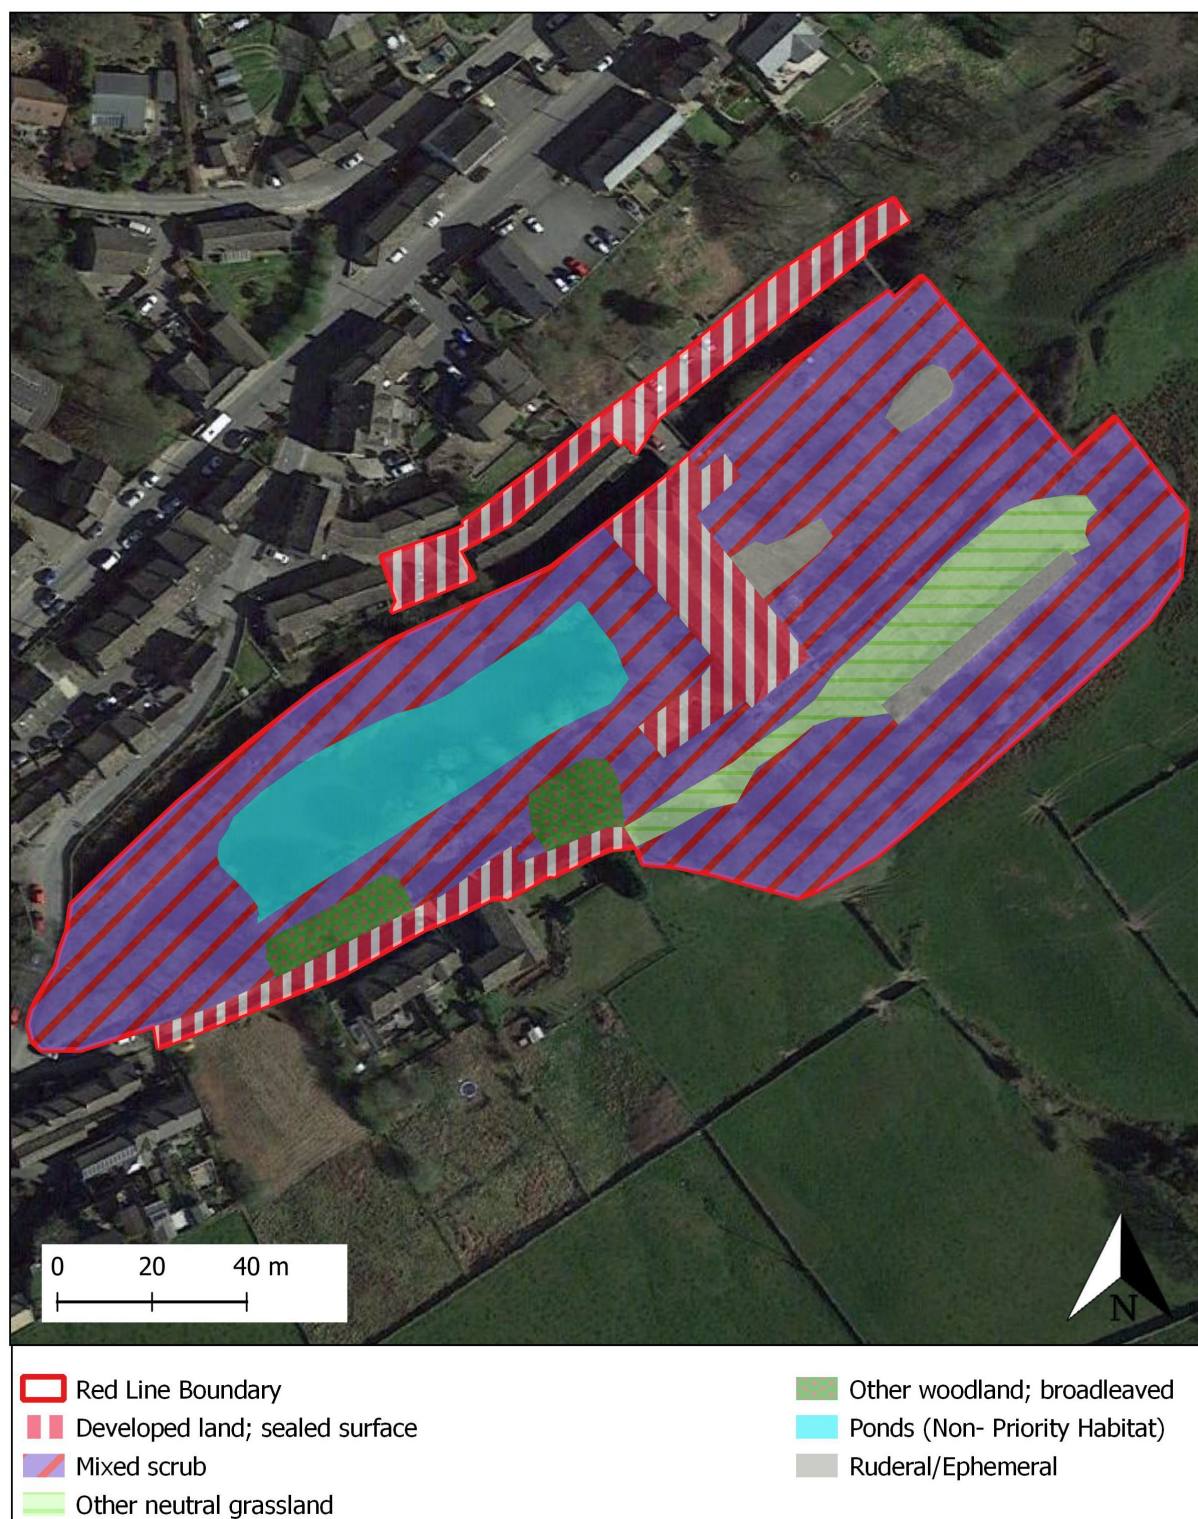 0 20 40 m
N
Red Line Boundary
Developed land; sealed surface
Mixed scrub
Other neutral grassland
Other woodland; broadleaved
Ponds (Non- Priority Habitat)
Ruderal/Ephemeral